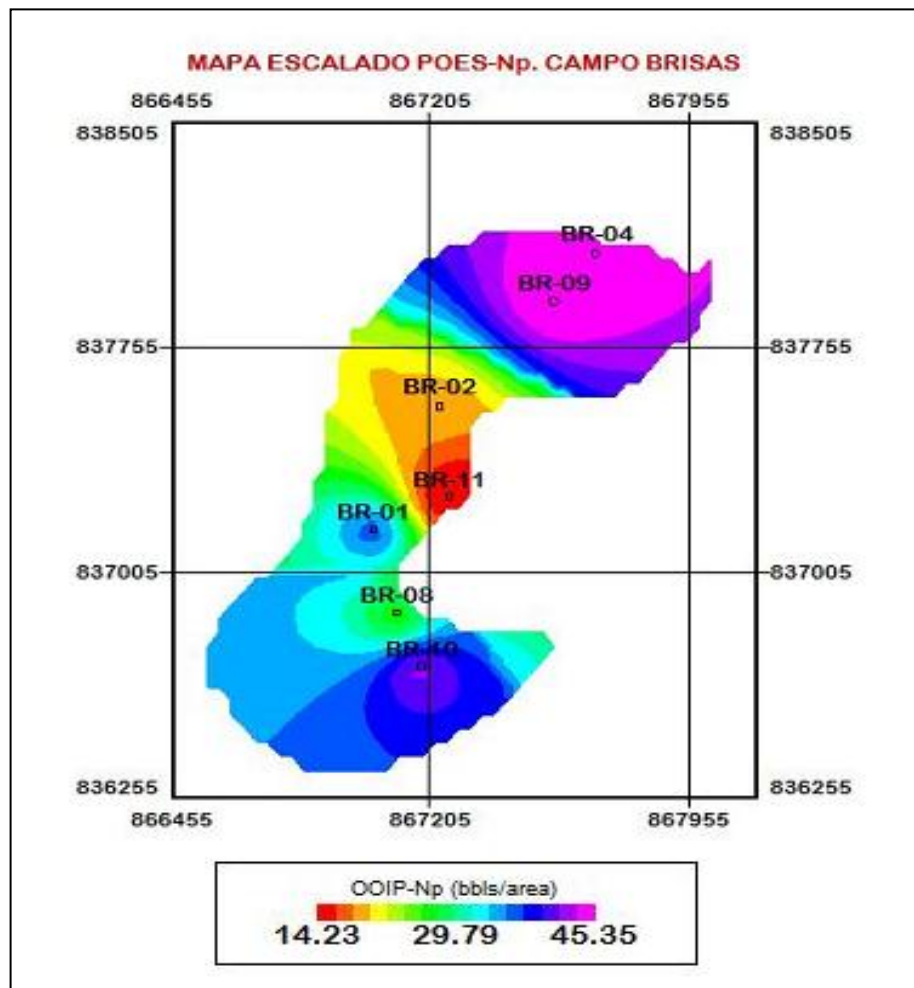 MAPA ESCALADO POES-Np. CAMPO BRISAS
866455 867205 867955
838505 838505
BR-04
BR-09
837755 837755
BR-02
BR-11
BR-01
837005 837005
BR-08
BR-10
836255 836255
866455 867205 867955
OOIP-Np (bbls/area)
14.23 29.79 45.35